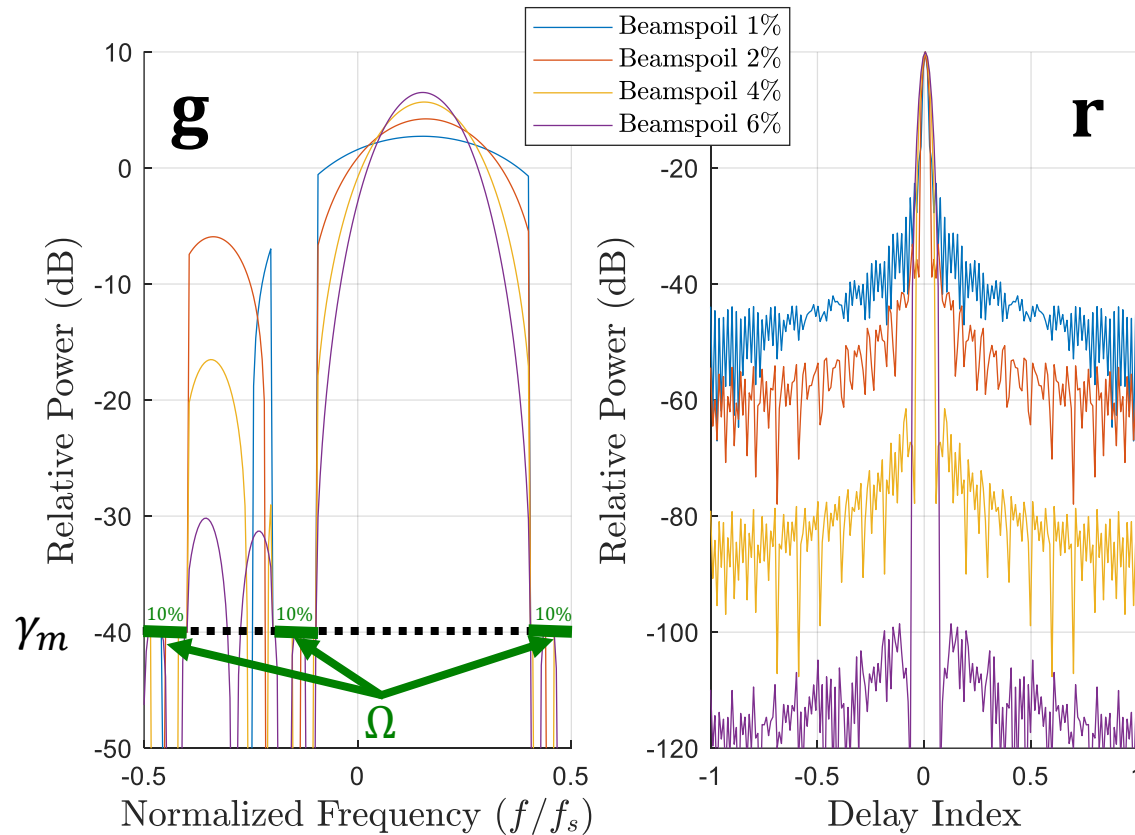 Beamspoil 1%
Beamspoil 2%
Beamspoil 4%
Beamspoil 6%
g
10
0
-10
-20
-30
-40
-50
Relative Power (dB)
γm
10%
10%
10%
Ω
-0.5
0
0.5
Normalized Frequency (f/fs)
r
-20
-40
-60
-80
-100
-120
Relative Power (dB)
-1
-0.5
0
0.5
1
Delay Index